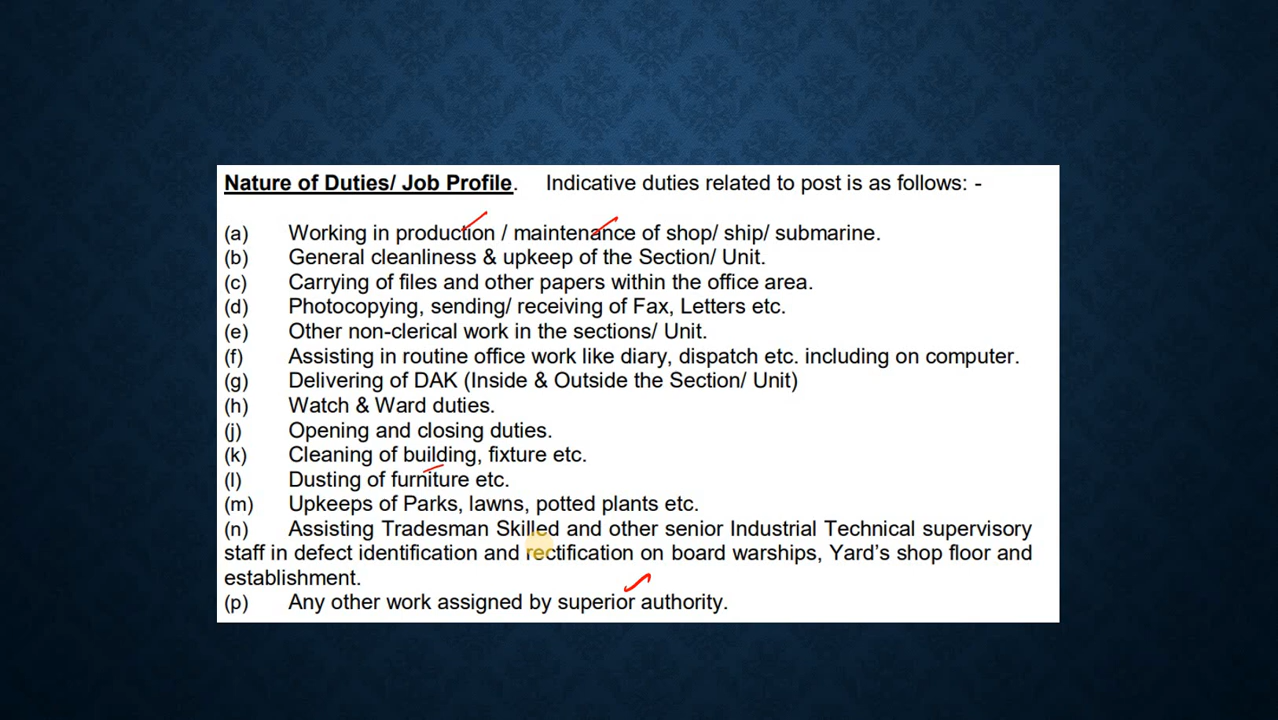 Nature of Duties/ Job Profile. Indicative duties related to post is as follows: -
(a) Working in production / maintenance of shop/ ship/ submarine.
(b) General cleanliness & upkeep of the Section/ Unit.
(c) Carrying of files and other papers within the office area.
(d) Photocopying, sending/ receiving of Fax, Letters etc.
(e) Other non-clerical work in the sections/ Unit.
(f) Assisting in routine office work like diary, dispatch etc. including on computer.
(g) Delivering of DAK (Inside & Outside the Section/ Unit)
(h) Watch & Ward duties.
(j) Opening and closing duties.
(k) Cleaning of building, fixture etc.
(l) Dusting of furniture etc.
(m) Upkeeps of Parks, lawns, potted plants etc.
(n) Assisting Tradesman Skilled and other senior Industrial Technical supervisory
staff in defect identification and rectification on board warships, Yard's shop floor and
establishment.
(p) Any other work assigned by superior authority.